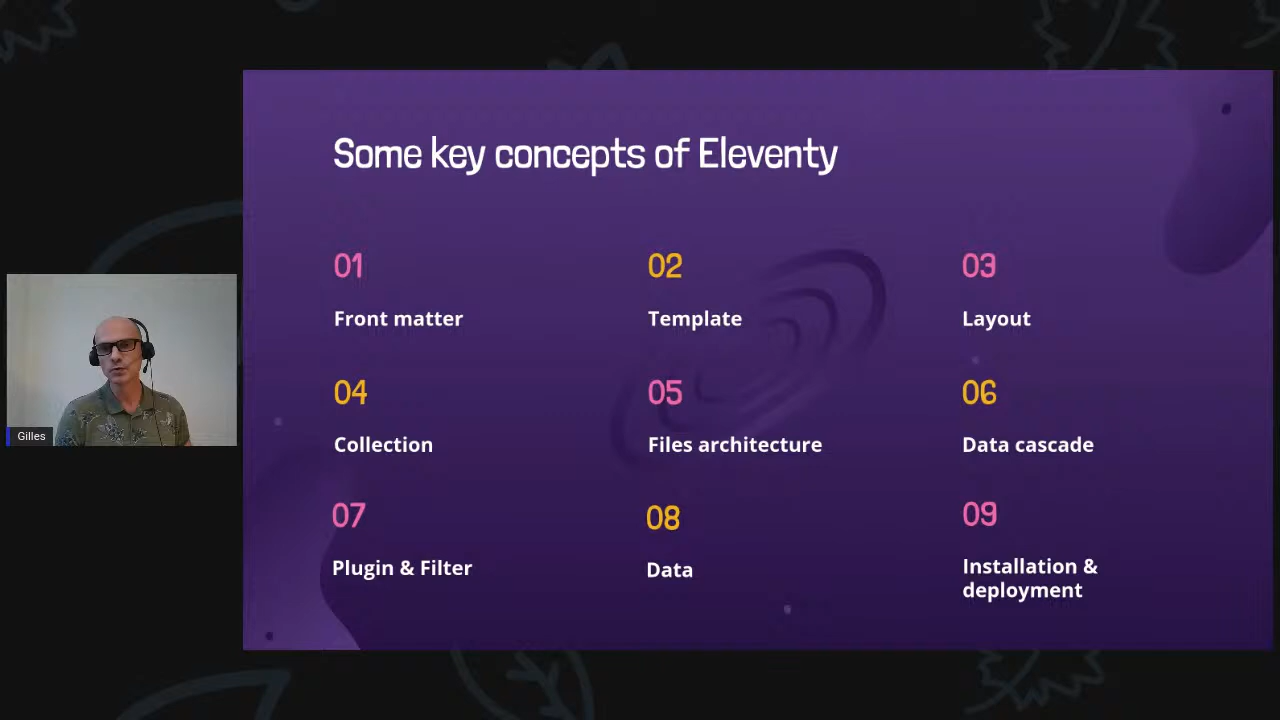 Some key concepts of Eleventy
01
Front matter
02
Template
03
Layout
04
Collection
05
Files architecture
06
Data cascade
07
Plugin & Filter
08
Data
09
Installation &
deployment
Gilles